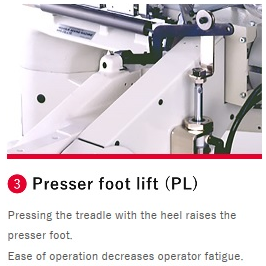 3 Presser foot lift (PL)
Pressing the treadle with the heel raises the
presser foot.
Ease of operation decreases operator fatigue.